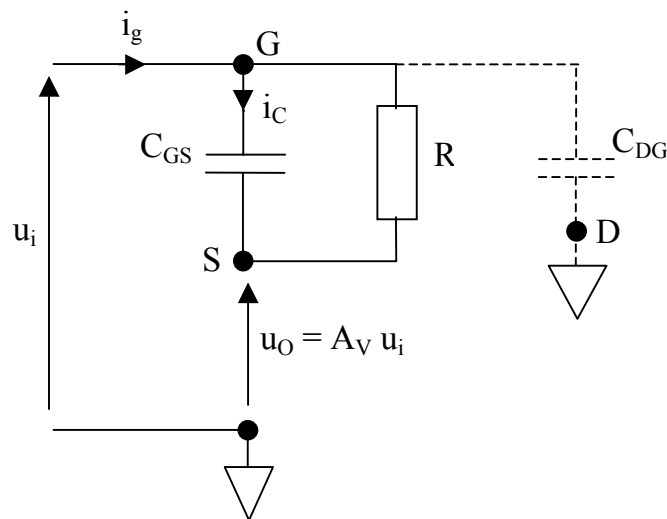 i_g
G
i_C
C_GS
R
C_DG
u_i
S
D
u_O = A_V u_i